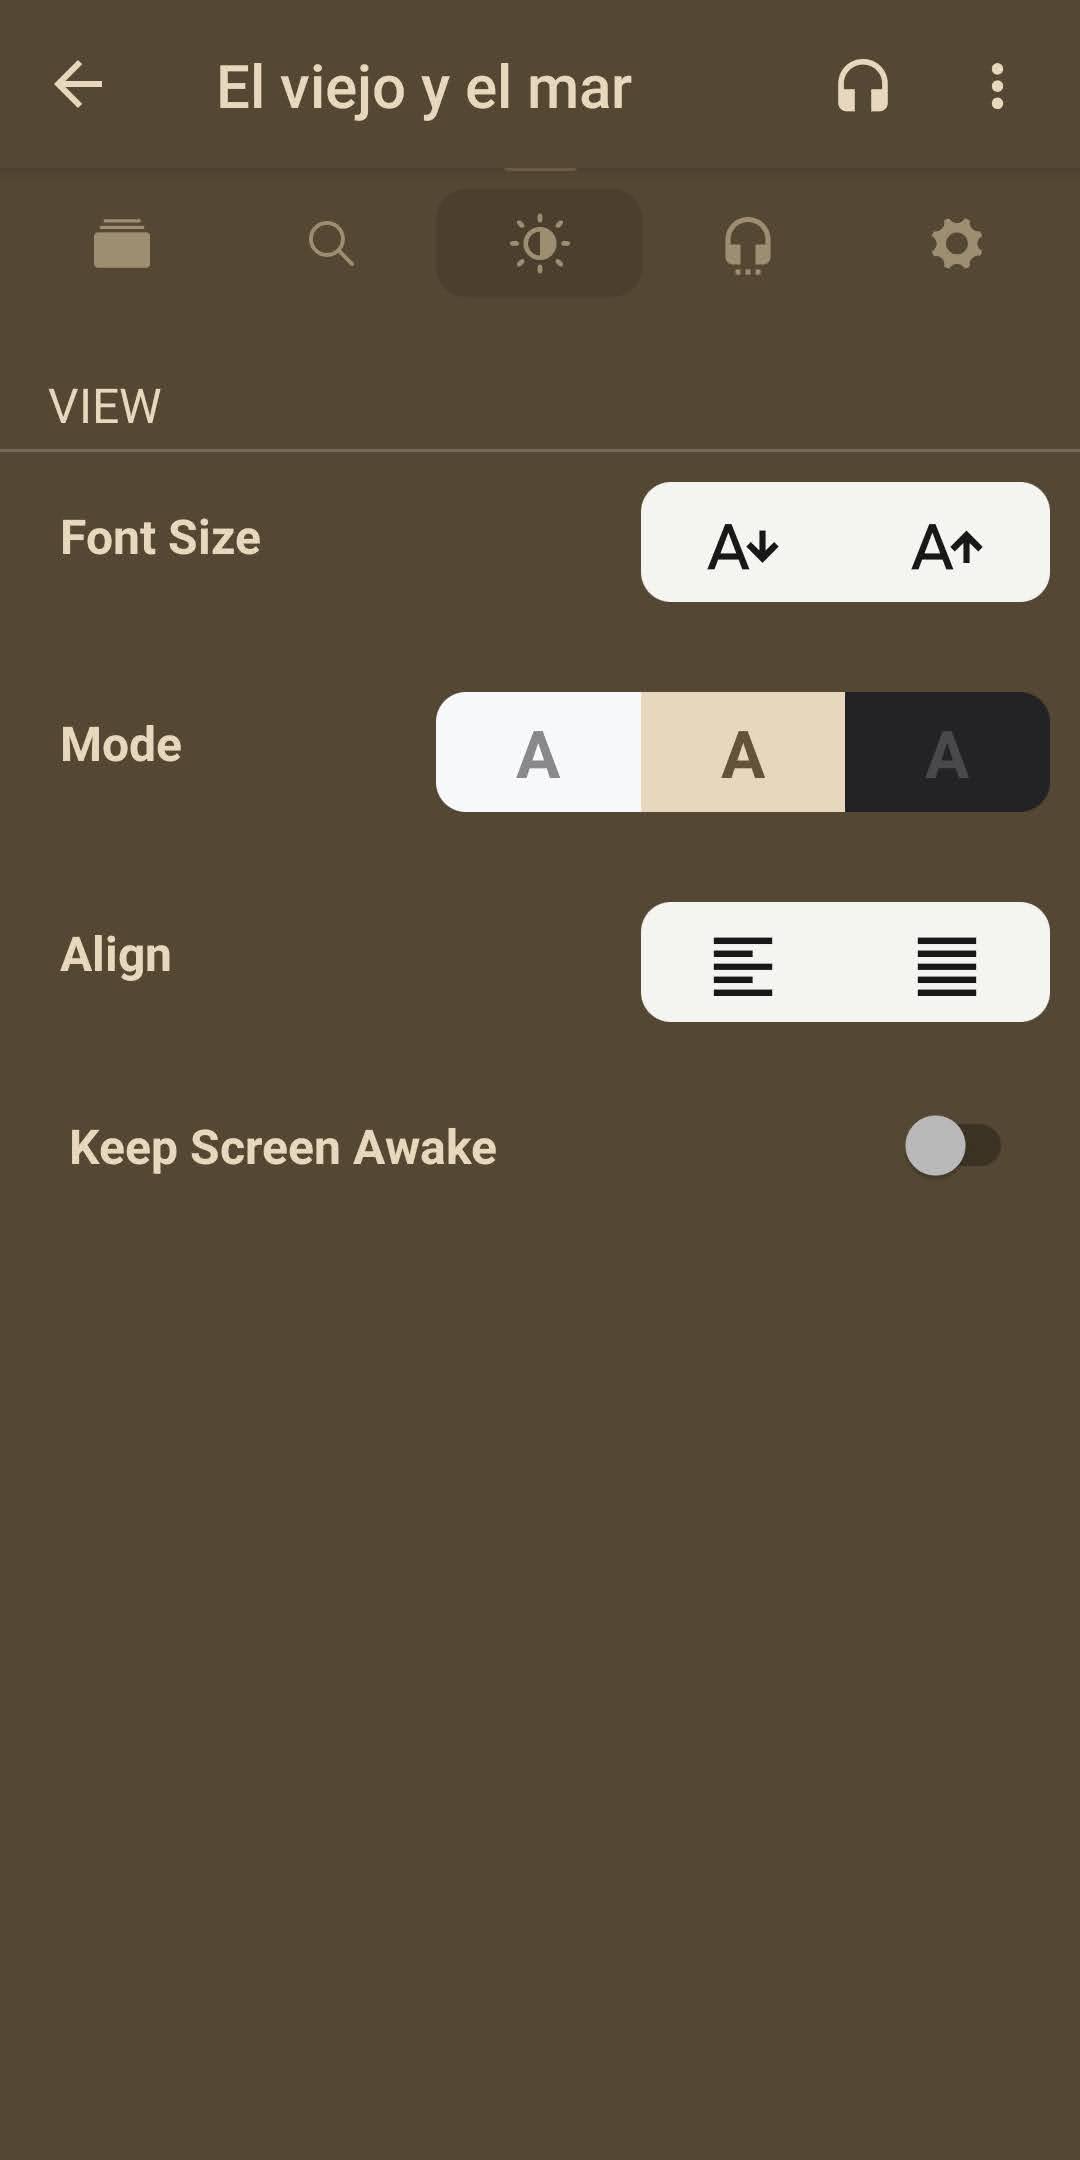 El viejo y el mar
VIEW
Font Size
A A
Mode
A A A
Align
Keep Screen Awake